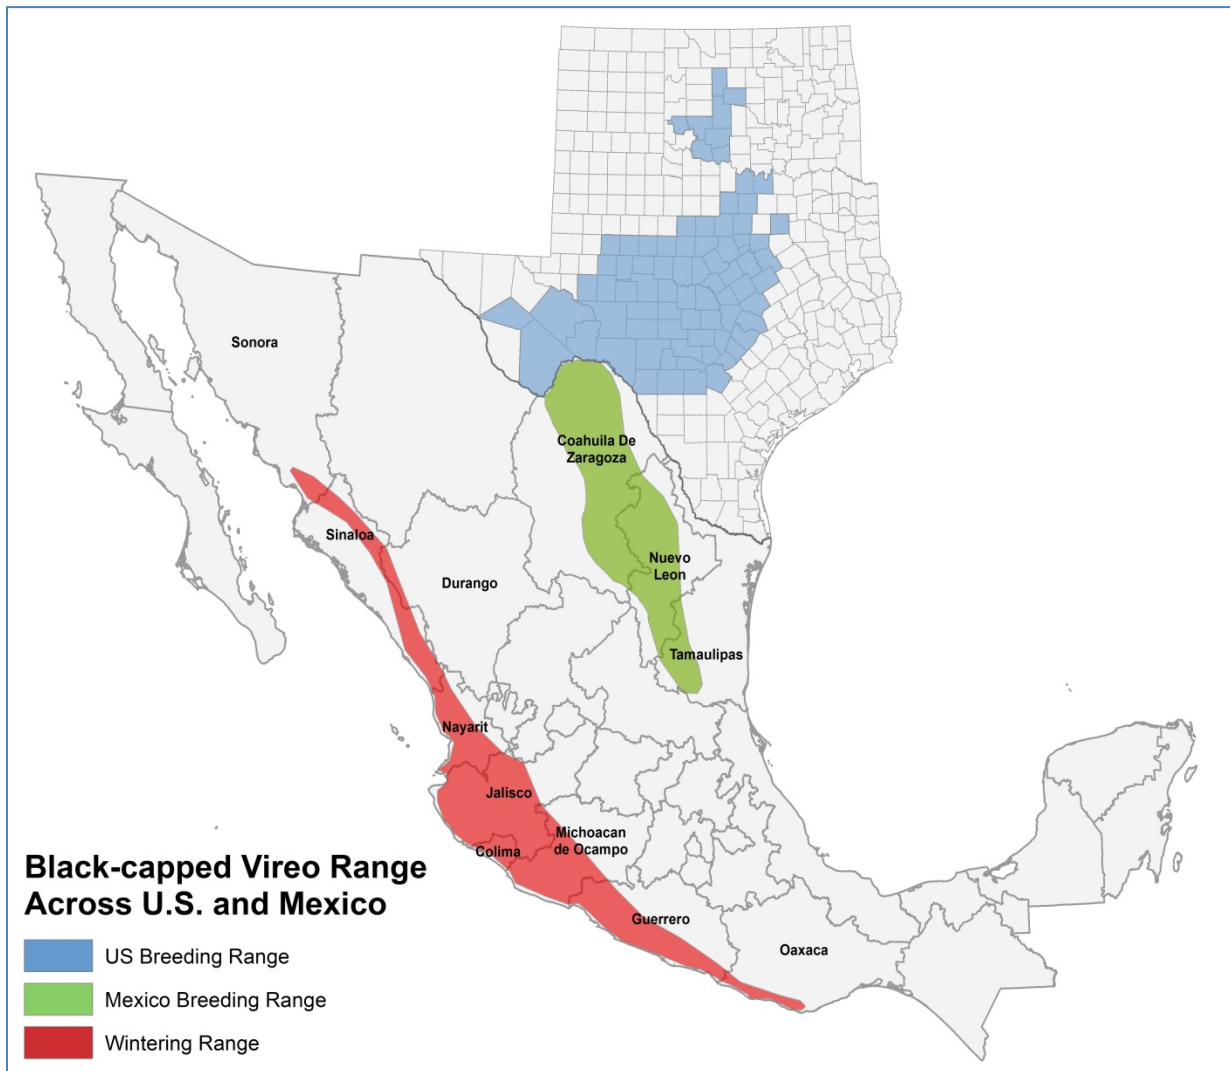 Sonora
Coahuila De
Zaragoza
Sinaloa
Durango
Nuevo
Leon
Tamaulipas
Nayarit
Jalisco
Michoacan
de Ocampo
Colima
Guerrero
Oaxaca
Black-capped Vireo Range
Across U.S. and Mexico
US Breeding Range
Mexico Breeding Range
Wintering Range